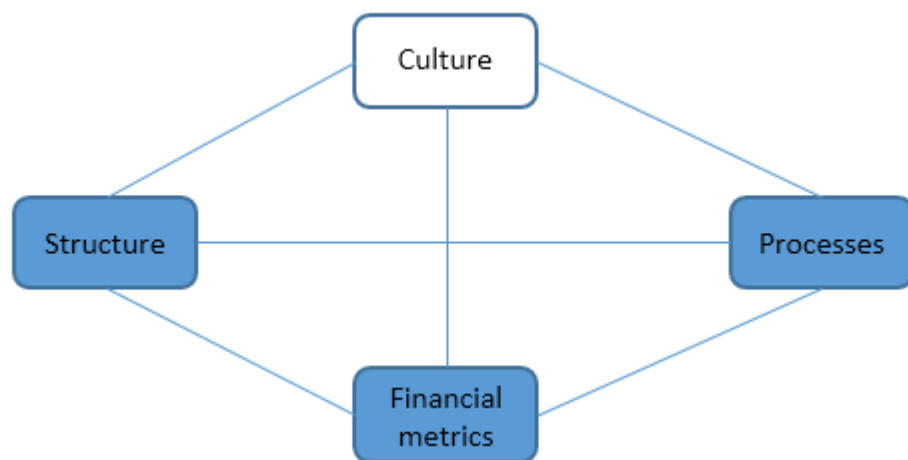 Culture
Structure
Processes
Financial
metrics